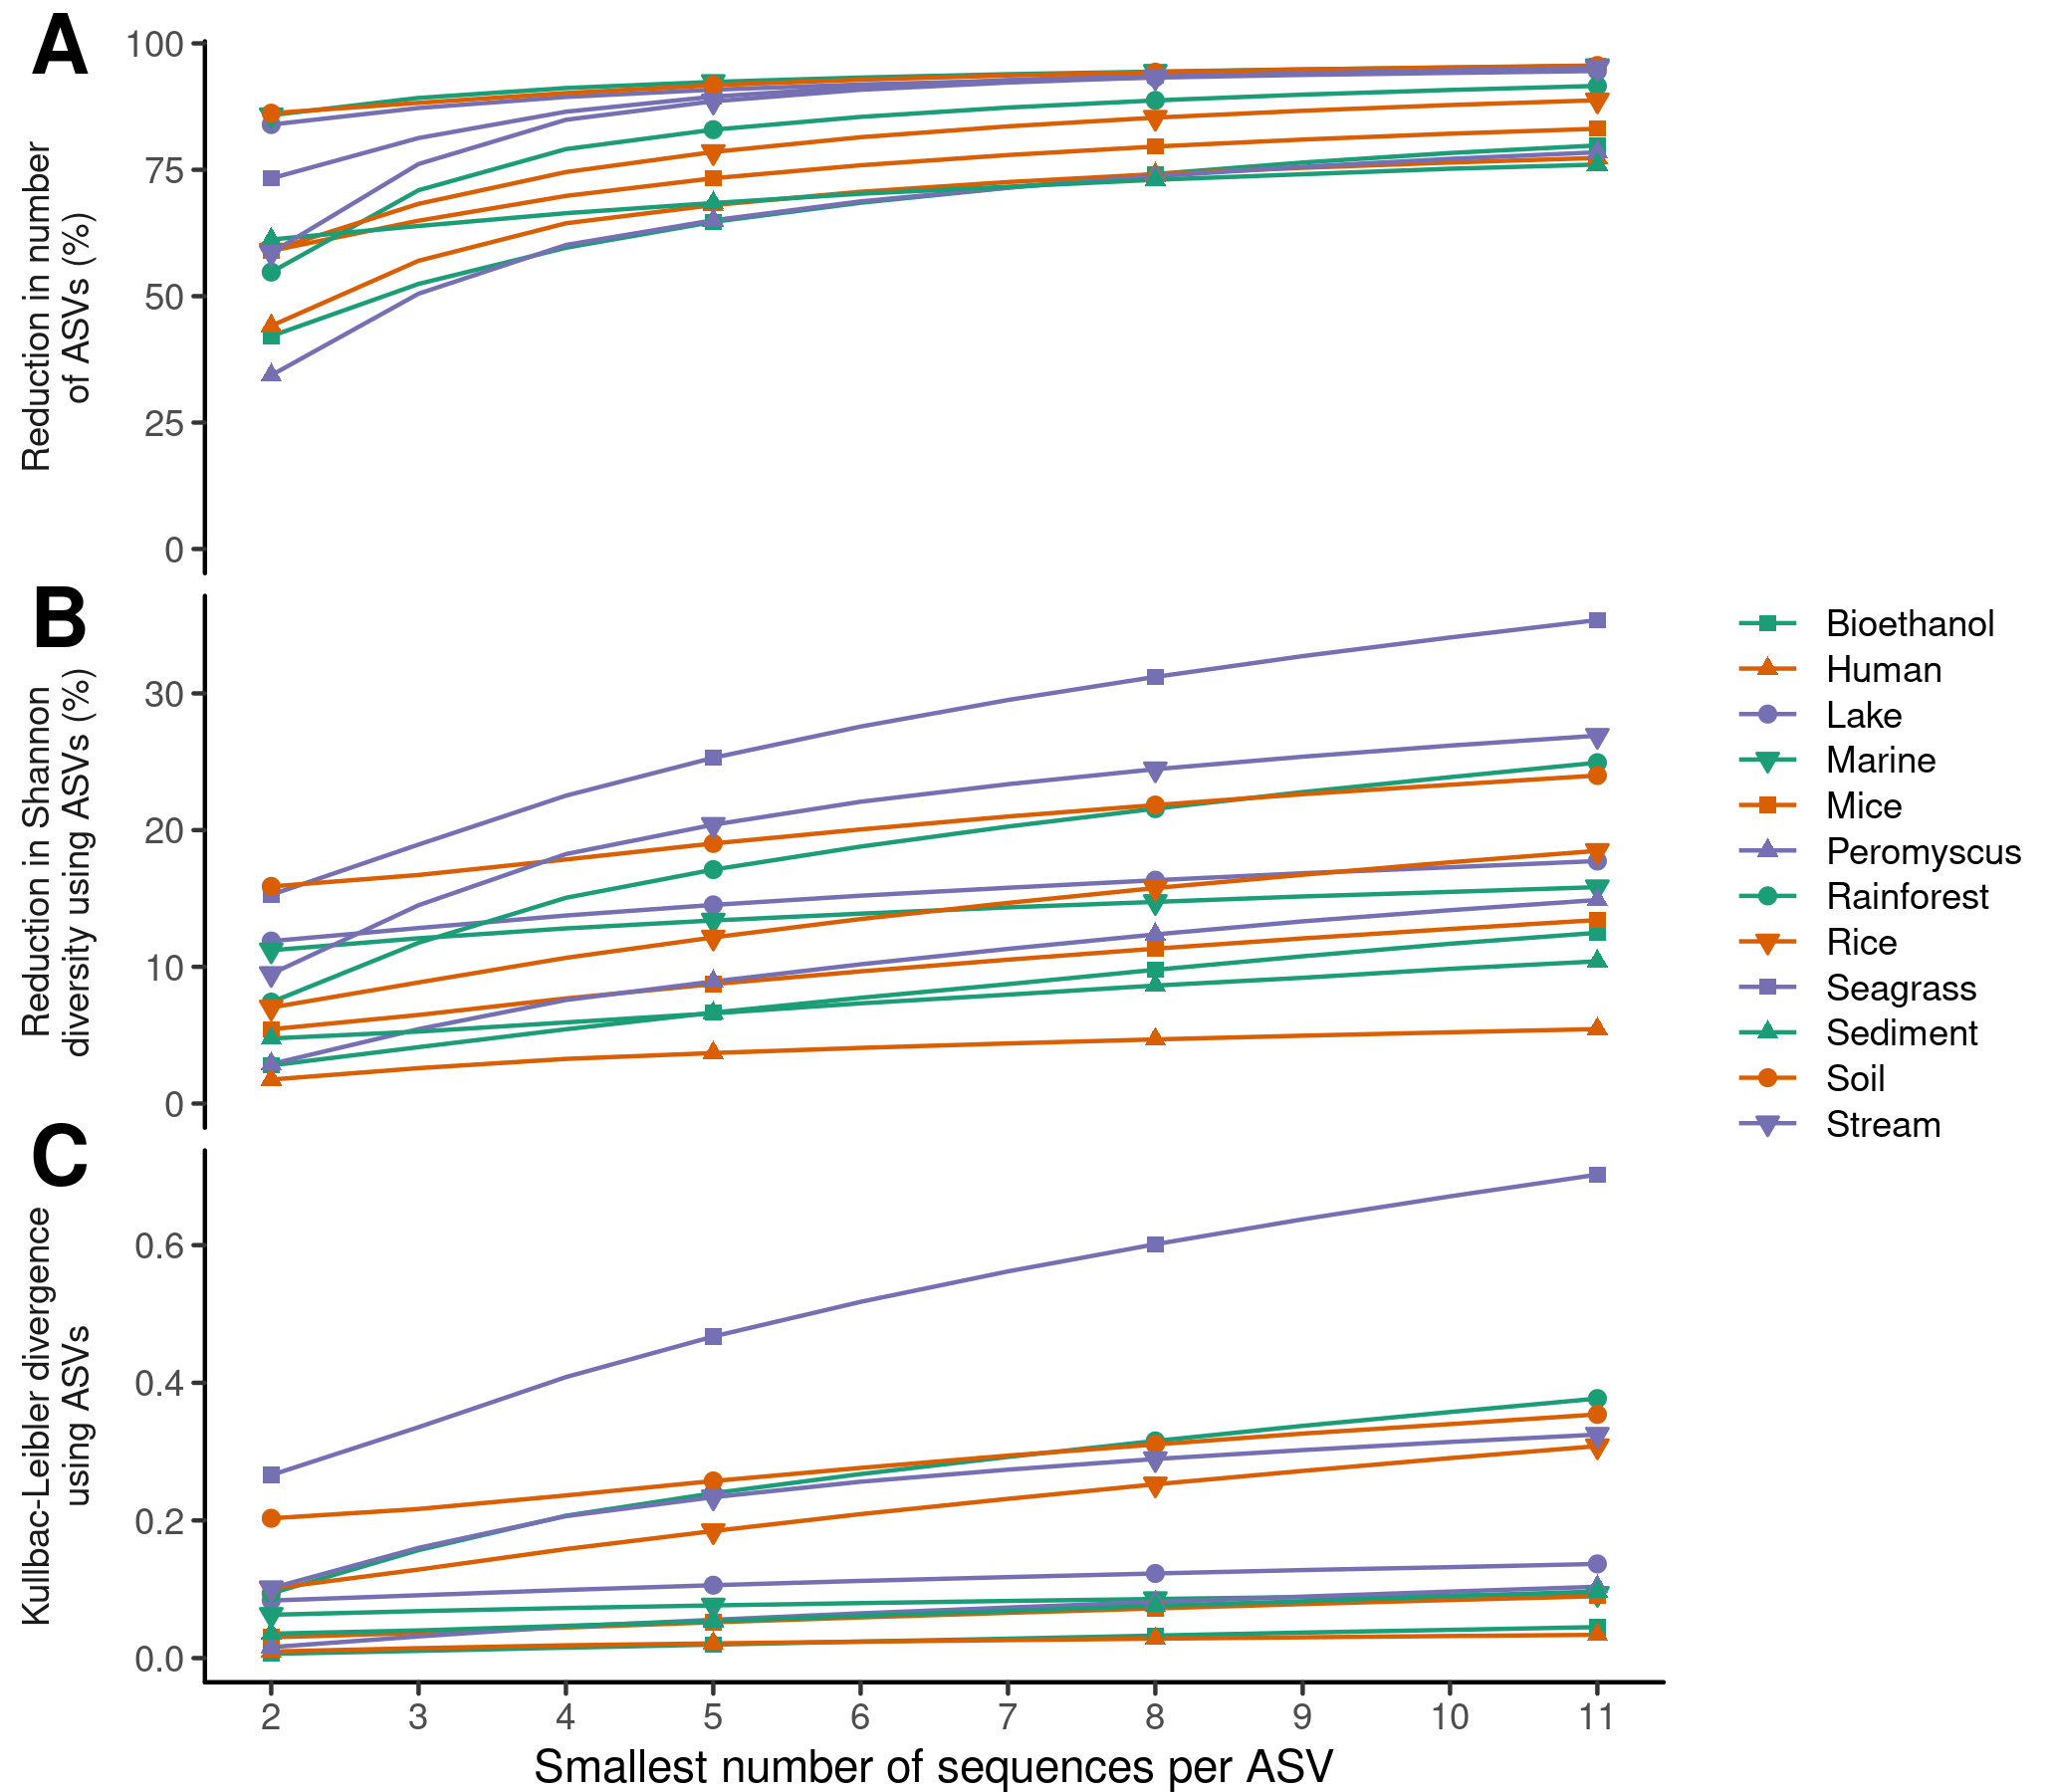 A
Reduction in number
of ASVs (%)
100
75
50
25
0
B
Reduction in Shannon
diversity using ASVs (%)
30
20
10
0
C
Kullbac-Leibler divergence
using ASVs
0.6
0.4
0.2
0.0
2 3 4 5 6 7 8 9 10 11
Smallest number of sequences per ASV
Bioethanol
Human
Lake
Marine
Mice
Peromyscus
Rainforest
Rice
Seagrass
Sediment
Soil
Stream